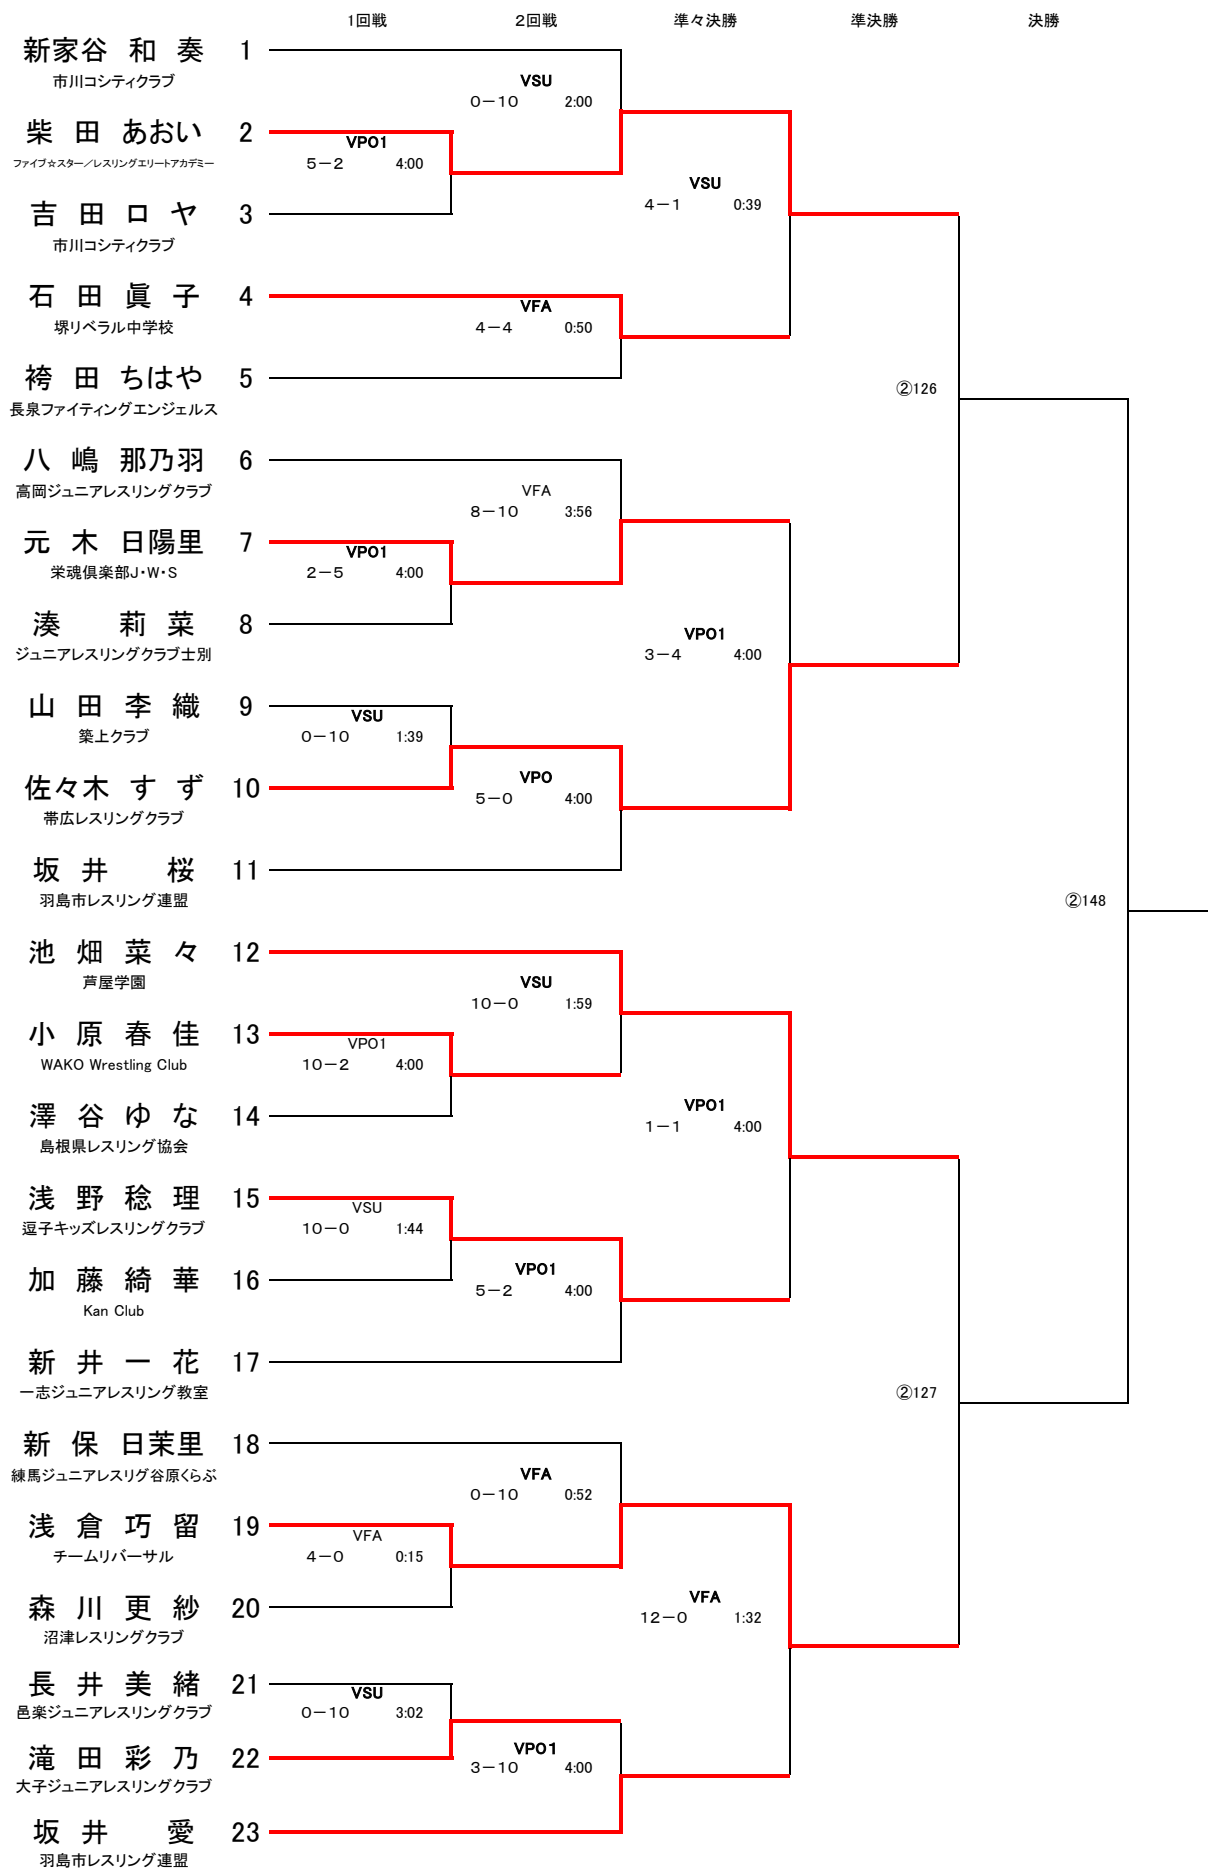 1回戦 2回戦 準々決勝 準決勝 決勝
新家谷 和 奏 1
市川コシティクラブ
VSU
0－10 2:00
柴 田 あおい 2
ファイブ☆スター／レスリングエリートアカデミー
VPO1
5－2 4:00
VSU
4－1 0:39
吉 田 ロ ヤ 3
市川コシティクラブ
石 田 眞 子 4
堺リベラル中学校
VFA
4－4 0:50
袴 田 ちはや 5
長泉ファイティングエンジェルス
②126
八 嶋 那乃羽 6
高岡ジュニアレスリングクラブ
VFA
8－10 3:56
元 木 日陽里 7
栄魂倶楽部J・W・S
VPO1
2－5 4:00
湊 莉 菜 8
ジュニアレスリングクラブ士別
VPO1
3－4 4:00
山 田 李 織 9
築上クラブ
VSU
0－10 1:39
佐々木 す ず 10
帯広レスリングクラブ
VPO
5－0 4:00
坂 井 桜 11
羽島市レスリング連盟
②148
池 畑 菜 々 12
芦屋学園
VSU
10－0 1:59
小 原 春 佳 13
WAKO Wrestling Club
VPO1
10－2 4:00
澤 谷 ゆ な 14
島根県レスリング協会
VPO1
1－1 4:00
浅 野 稔 理 15
逗子キッズレスリングクラブ
VSU
10－0 1:44
加 藤 綺 華 16
Kan Club
VPO1
5－2 4:00
新 井 一 花 17
一志ジュニアレスリング教室
②127
新 保 日茉里 18
練馬ジュニアレスリグ谷原くらぶ
VFA
0－10 0:52
浅 倉 巧 留 19
チームリバーサル
VFA
4－0 0:15
森 川 更 紗 20
沼津レスリングクラブ
VFA
12－0 1:32
長 井 美 緒 21
邑楽ジュニアレスリングクラブ
VSU
0－10 3:02
滝 田 彩 乃 22
大子ジュニアレスリングクラブ
VPO1
3－10 4:00
坂 井 愛 23
羽島市レスリング連盟